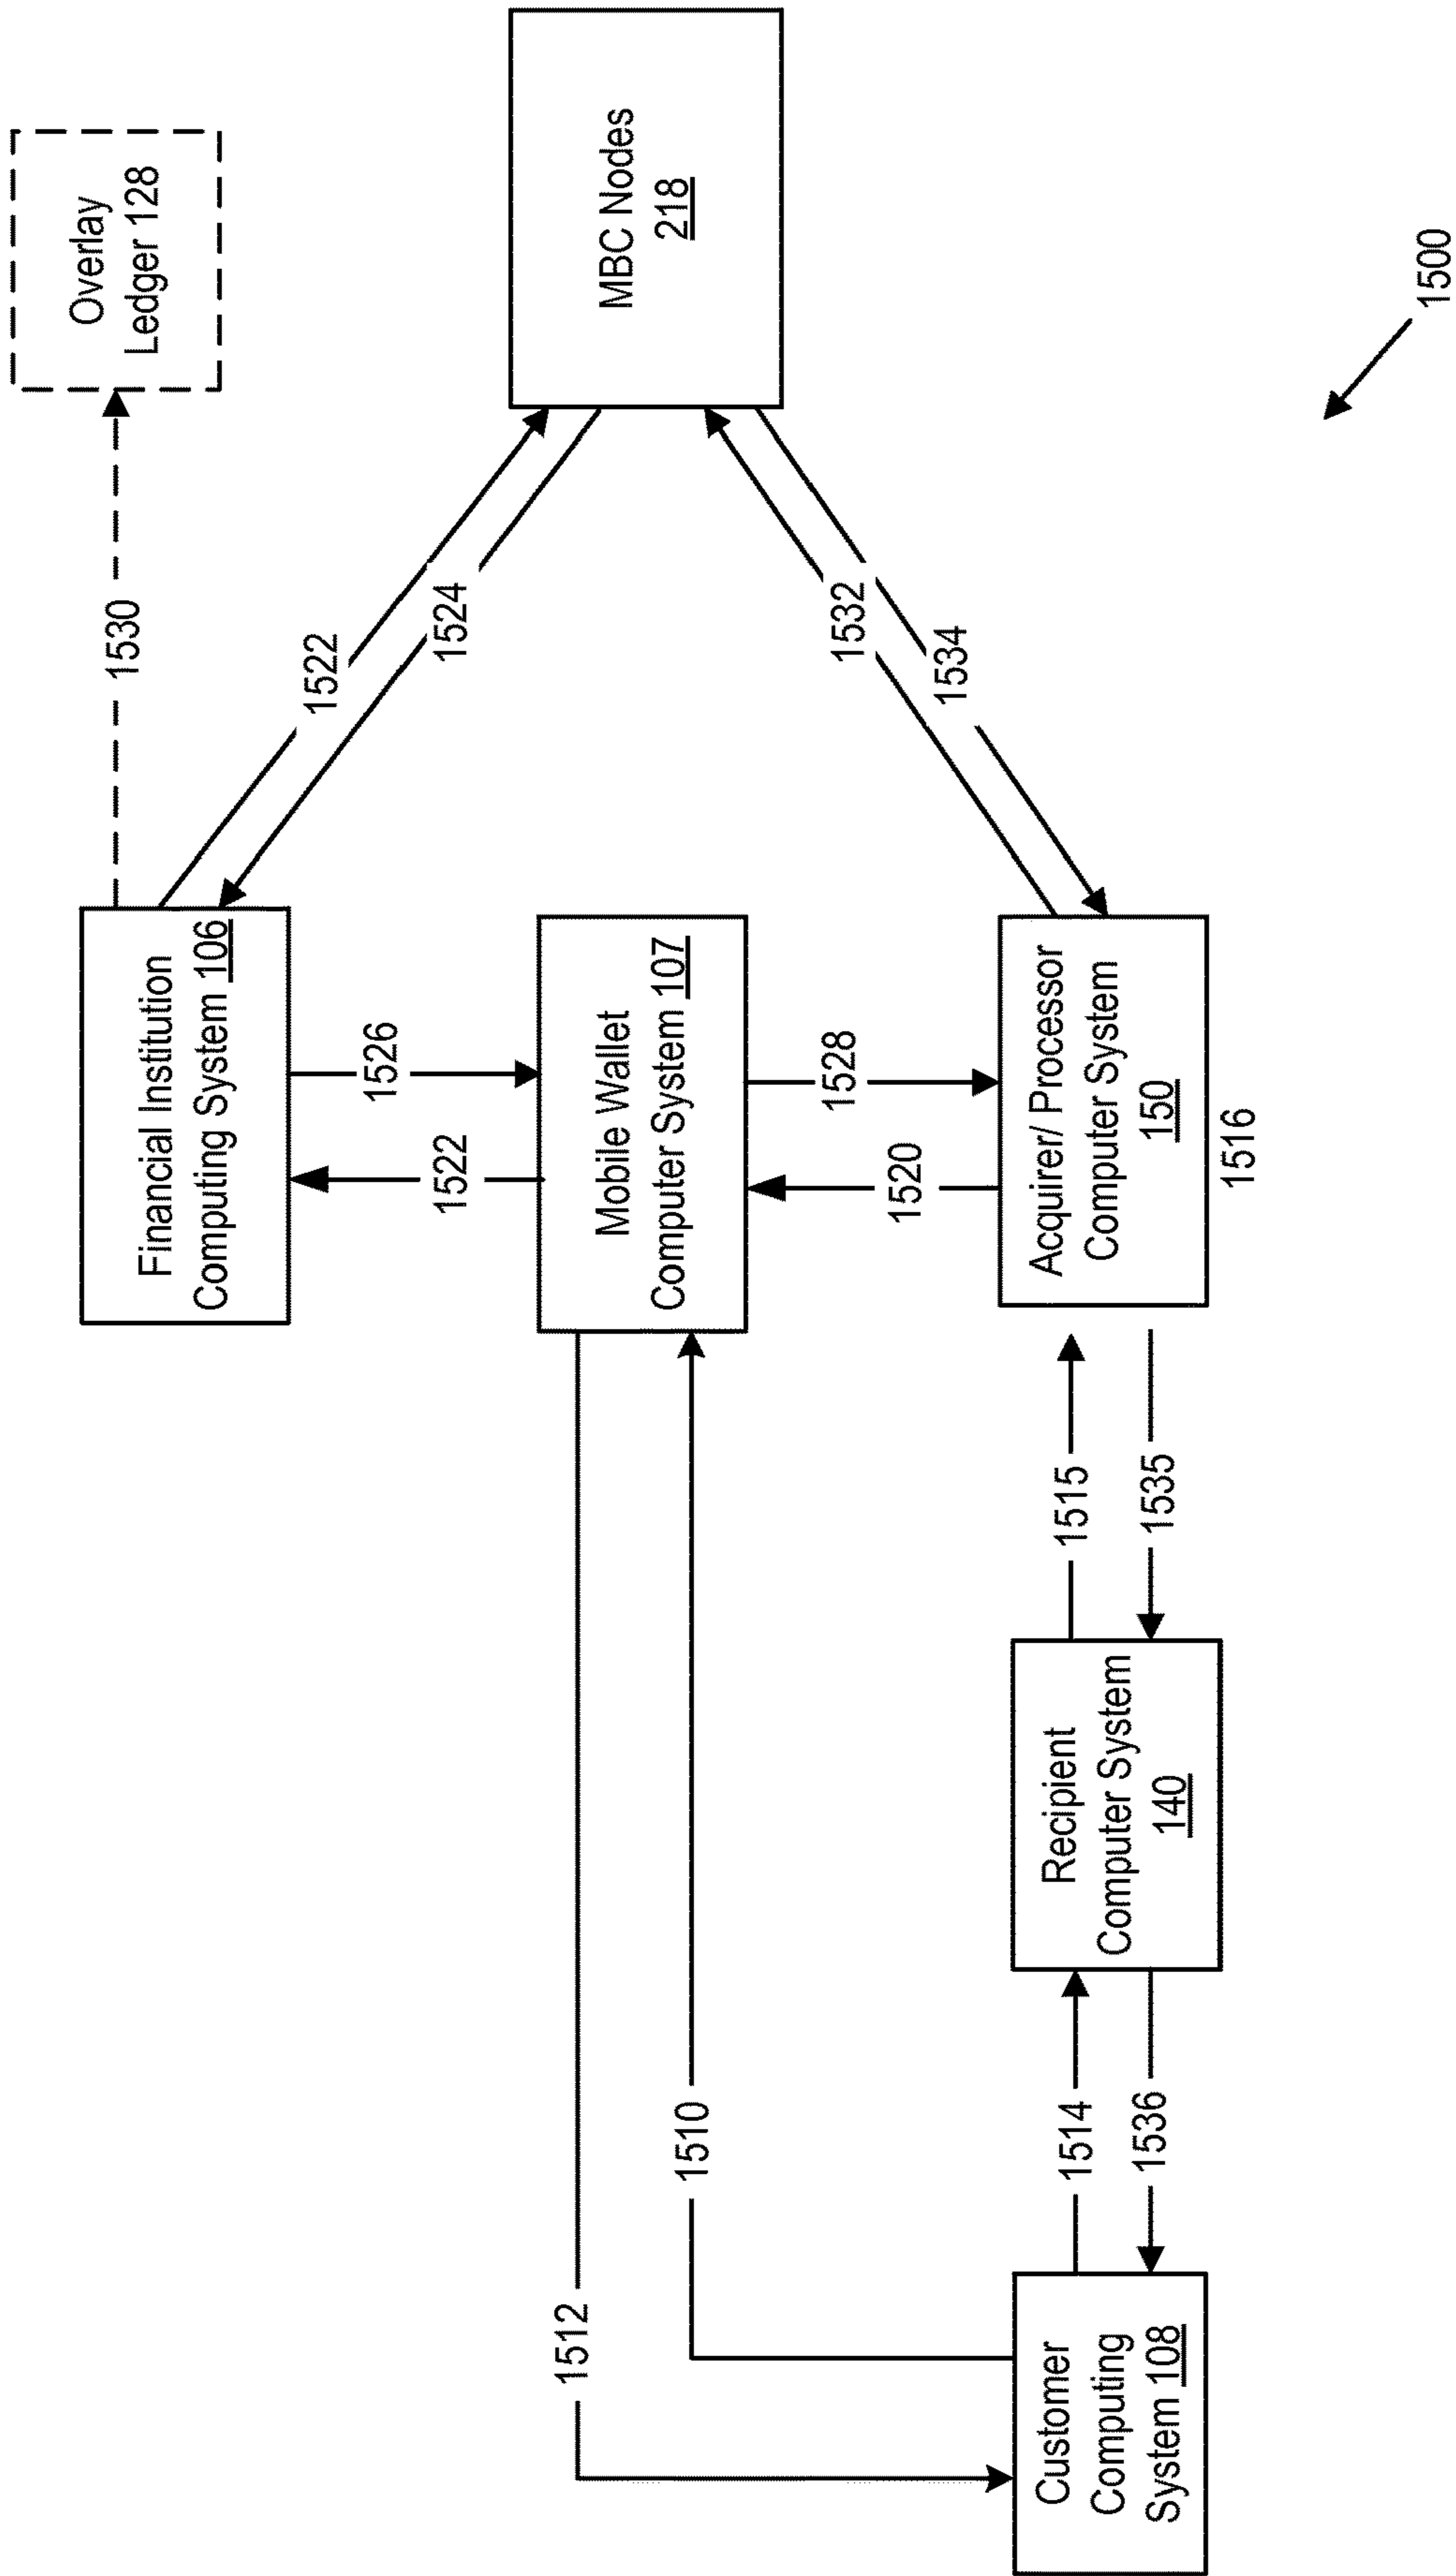 Overlay
Ledger 128
1530
Financial Institution
Computing System 106
1522
1524
MBC Nodes
218
1526
1522
Mobile Wallet
Computer System 107
1512
1510
1528
1520
1532
1534
Acquirer/ Processor
Computer System
150
1516
1515
1535
Recipient
Computer System
140
1514
1536
Customer
Computing
System 108
1500